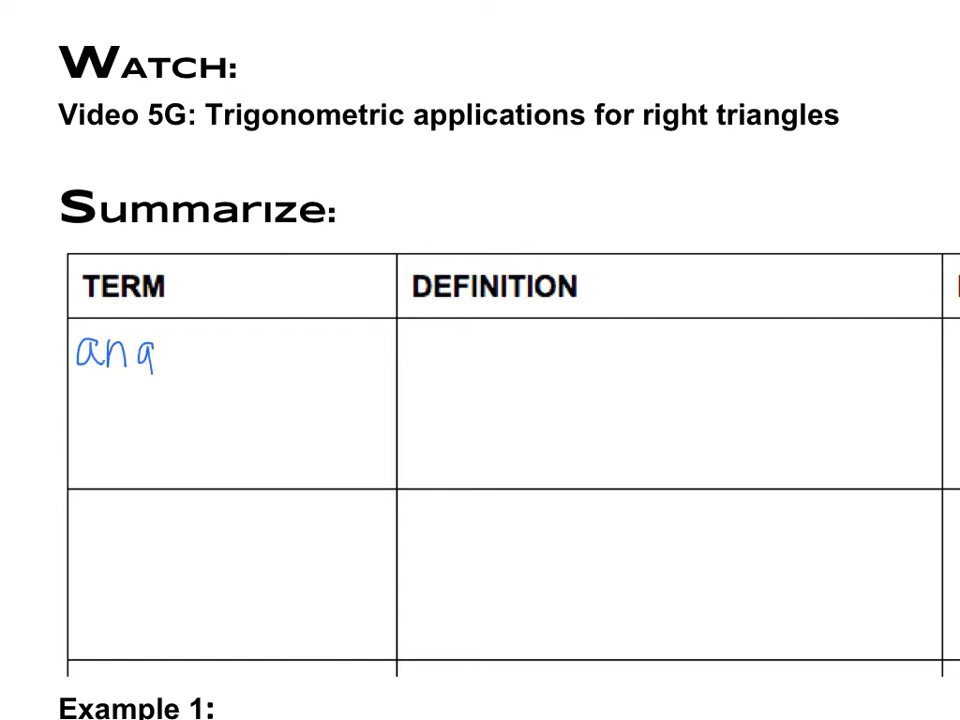 WATCH:
Video 5G: Trigonometric applications for right triangles
SUMMARIZE:
TERM DEFINITION
ang
Example 1: